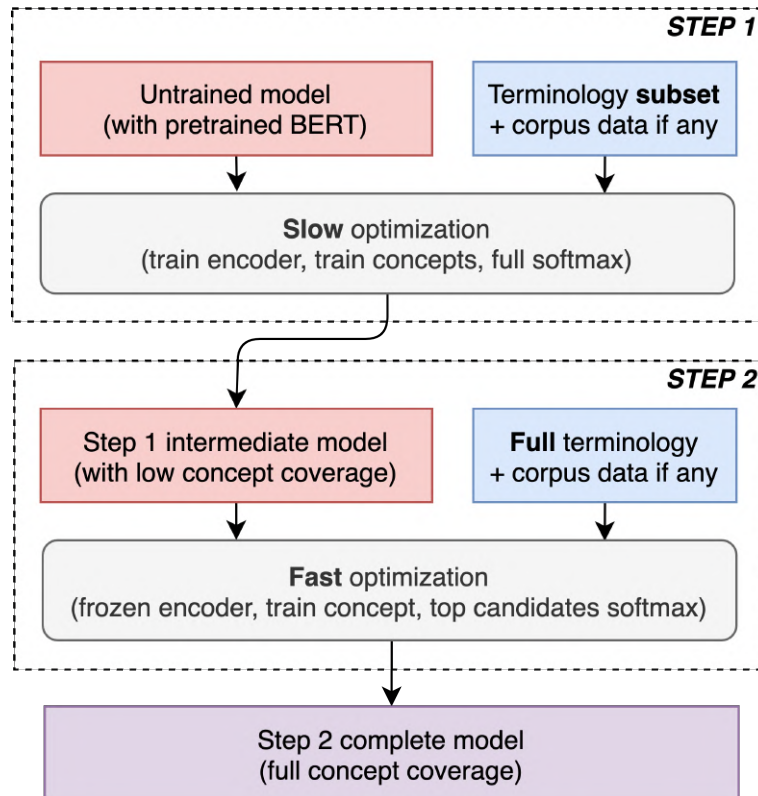 STEP 1
Untrained model
(with pretrained BERT)
Terminology subset
+ corpus data if any
Slow optimization
(train encoder, train concepts, full softmax)
STEP 2
Step 1 intermediate model
(with low concept coverage)
Full terminology
+ corpus data if any
Fast optimization
(frozen encoder, train concept, top candidates softmax)
Step 2 complete model
(full concept coverage)